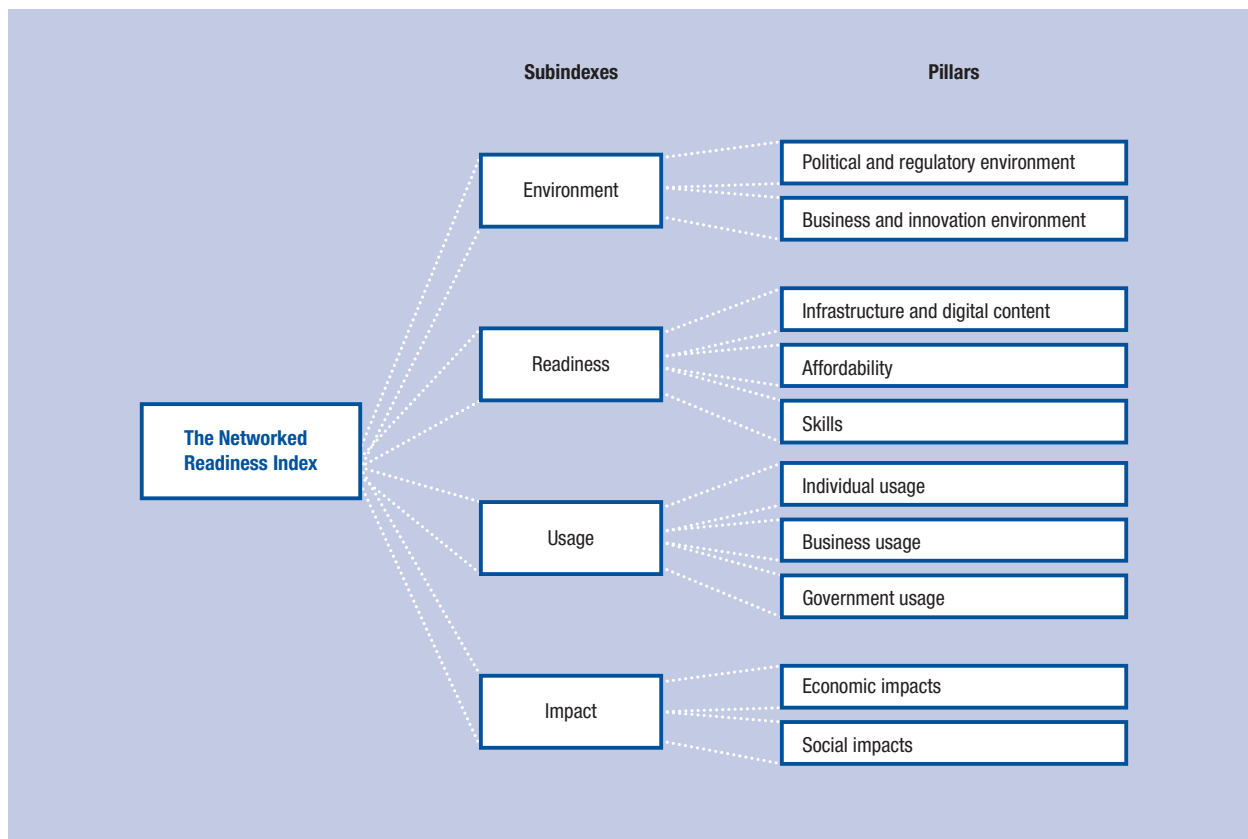 Subindexes
Pillars
Environment
Political and regulatory environment
Business and innovation environment
Readiness
Infrastructure and digital content
Affordability
Skills
The Networked
Readiness Index
Usage
Individual usage
Business usage
Government usage
Impact
Economic impacts
Social impacts